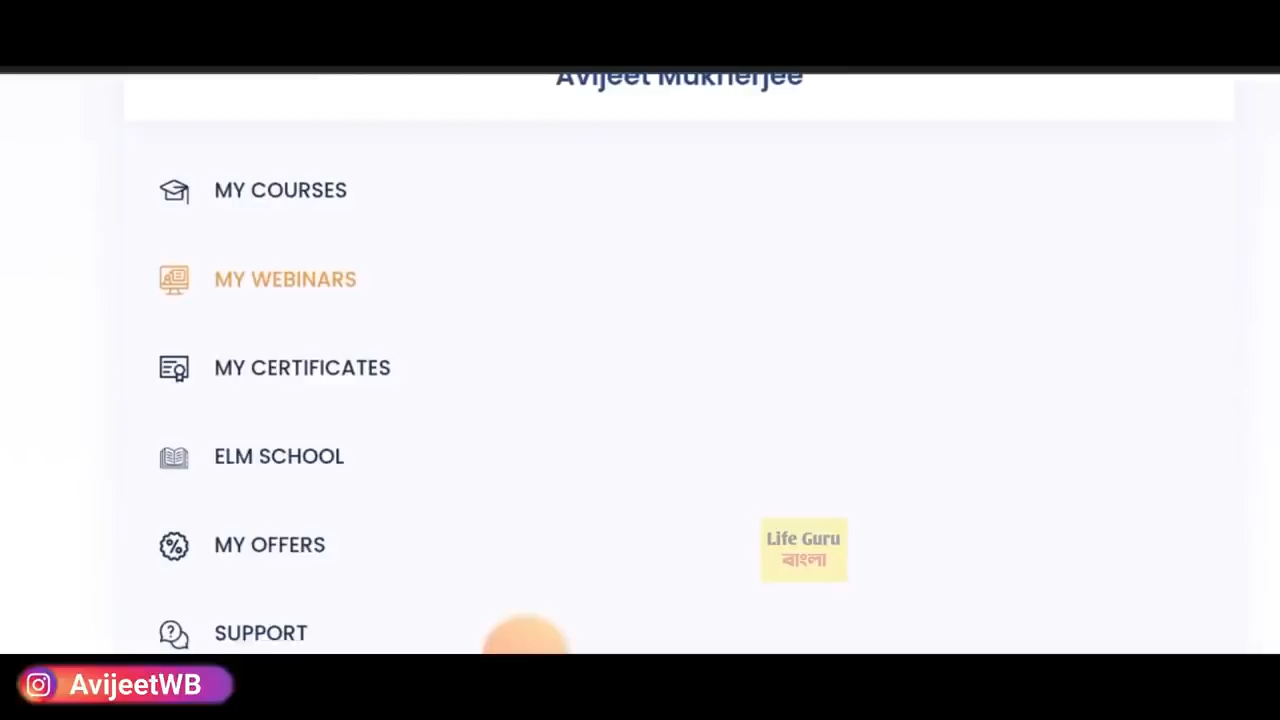 Avijeet Mukherjee
MY COURSES
MY WEBINARS
MY CERTIFICATES
ELM SCHOOL
MY OFFERS
Life Guru
বাংলা
SUPPORT
AvijeetWB